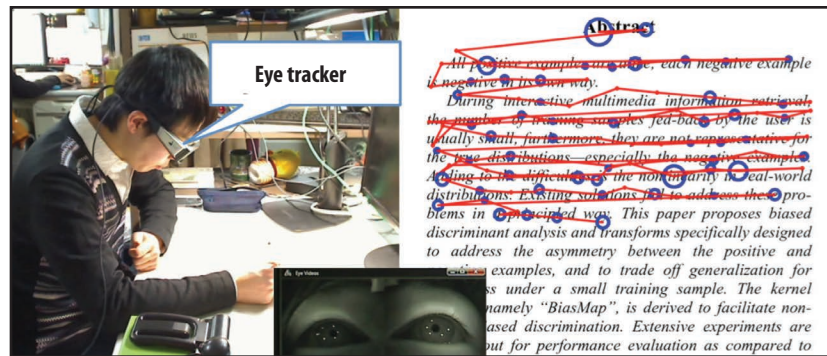 Eye tracker
Abstract
All positive examples are alike, each negative example
is negative in its own way.
During interactive multimedia information retrieval,
the number of training samples fed-back by the user is
usually small, furthermore, they are not representative for
the true distributions—especially the negative examples.
Adding to the difficulties is the nonlinearity in real-world
distributions. Existing solutions fail to address these pro-
blems in a principled way. This paper proposes biased
discriminant analysis and transforms specifically designed
to address the asymmetry between the positive and
examples, and to trade off generalization for
under a small training sample. The kernel
namely “BiasMap”, is derived to facilitate non-
discrimination. Extensive experiments are
out for performance evaluation as compared to
Eye Videos